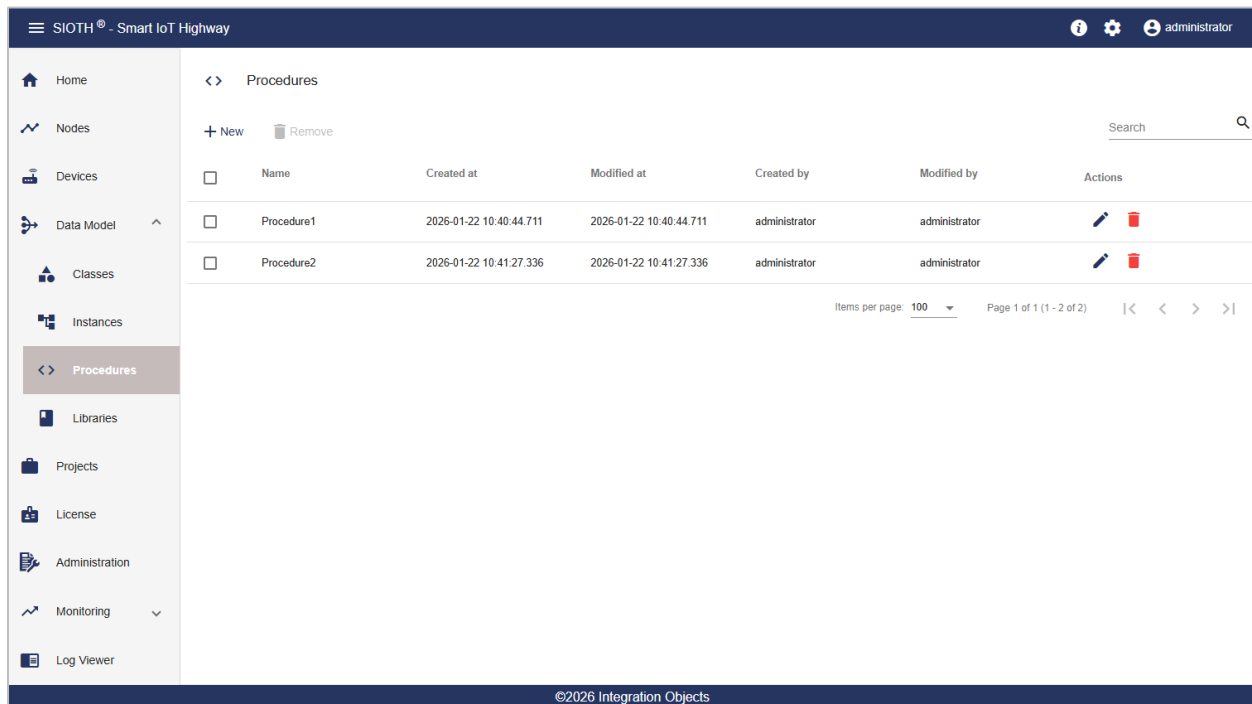 SIOTH ® - Smart IoT Highway
administrator
Home
Nodes
Devices
Data Model
Classes
Instances
Procedures
Libraries
Projects
License
Administration
Monitoring
Log Viewer
Procedures
New Remove
Search
Name Created at Modified at Created by Modified by Actions
Procedure1 2026-01-22 10:40:44.711 2026-01-22 10:40:44.711 administrator administrator
Procedure2 2026-01-22 10:41:27.336 2026-01-22 10:41:27.336 administrator administrator
Items per page: 100 Page 1 of 1 (1 - 2 of 2)
©2026 Integration Objects